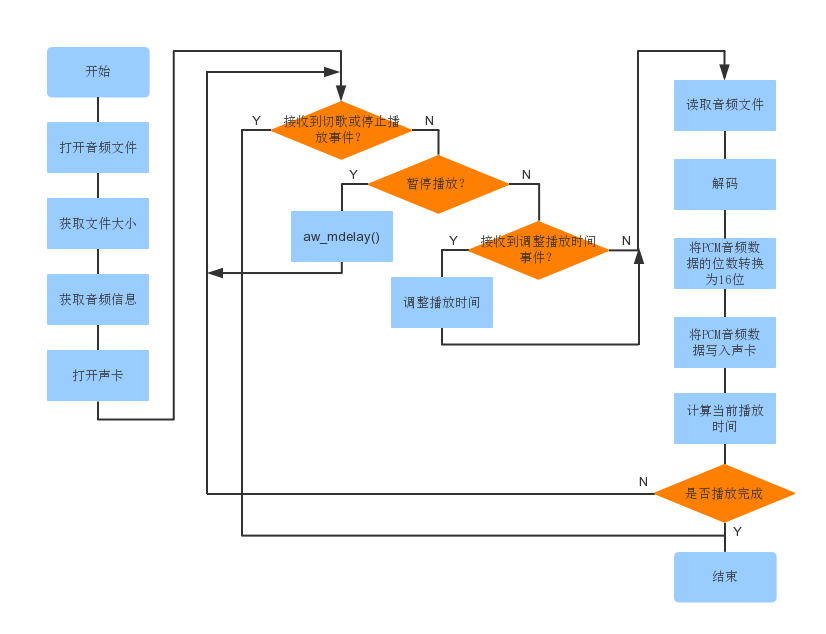 开始
打开音频文件
获取文件大小
获取音频信息
打开声卡
接收到切歌或停止播
放事件？
Y
N
暂停播放？
Y
N
aw_mdelay()
接收到调整播放时间
事件？
Y
N
调整播放时间
读取音频文件
解码
将PCM音频数
据的位数转换
为16位
将PCM音频数
据写入声卡
计算当前播放
时间
是否播放完成
N
Y
结束